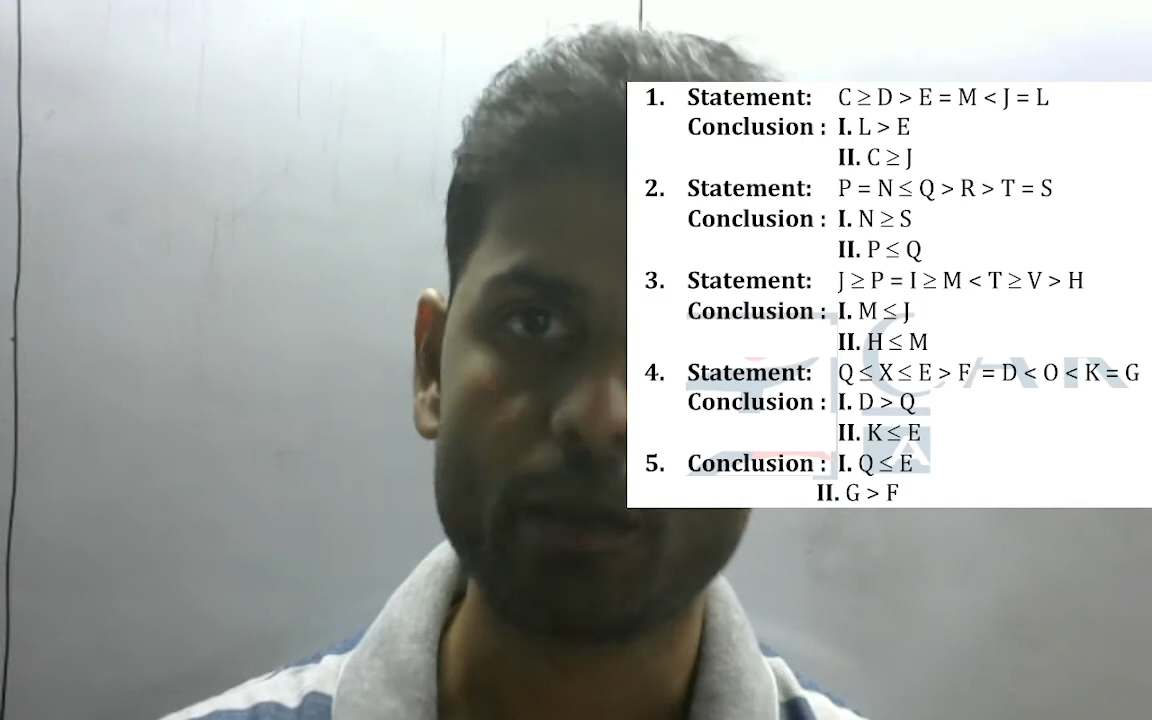 1. Statement: C ≥ D > E = M < J = L
Conclusion : I. L > E
II. C ≥ J
2. Statement: P = N ≤ Q > R > T = S
Conclusion : I. N ≥ S
II. P ≤ Q
3. Statement: J ≥ P = I ≥ M < T ≥ V > H
Conclusion : I. M ≤ J
II. H ≤ M
4. Statement: Q ≤ X ≤ E > F = D < O < K = G
Conclusion : I. D > Q
II. K ≤ E
5. Conclusion : I. Q ≤ E
II. G > F